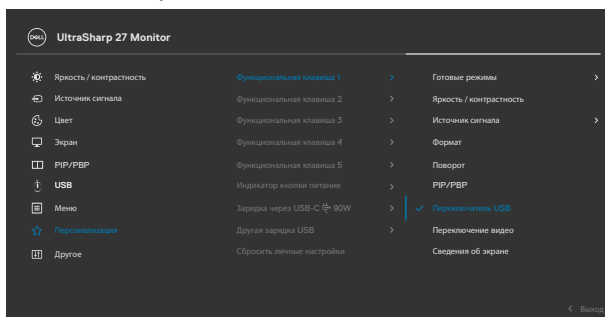 DELL UltraSharp 27 Monitor
Яркость / контрастность
Источник сигнала
Цвет
Экран
PIP/PBP
USB
Меню
Персонализация
Другое
Функциональная клавиша 1
Функциональная клавиша 2
Функциональная клавиша 3
Функциональная клавиша 4
Функциональная клавиша 5
Индикатор кнопки питания
Зарядка через USB-C 90W
Другая зарядка USB
Сбросить личные настройки
Готовые режимы
Яркость / контрастность
Источник сигнала
Формат
Поворот
PIP/PBP
Переключатель USB
Переключение видео
Сведения об экране
Выход